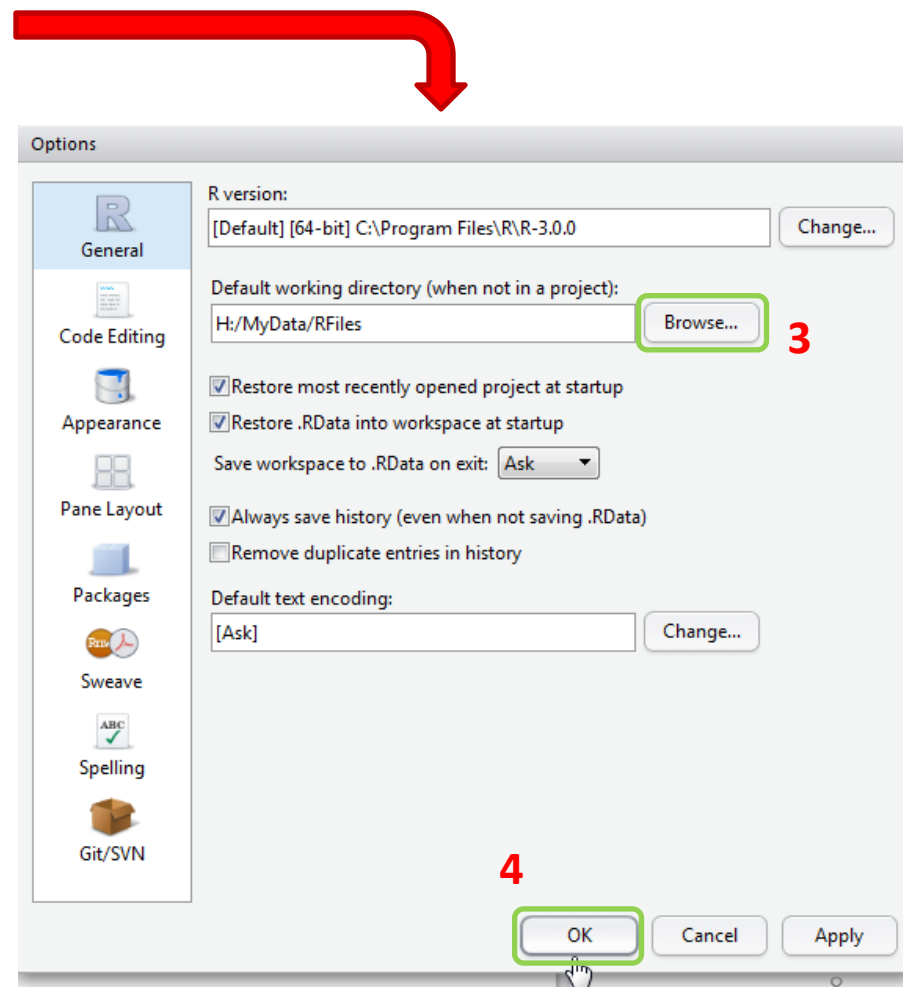 Options
General
Code Editing
Appearance
Pane Layout
Packages
Sweave
ABC
Spelling
Git/SVN
R version:
[Default] [64-bit] C:\Program Files\R\R-3.0.0
Change...
Default working directory (when not in a project):
H:/MyData/RFiles
Browse...
3
Restore most recently opened project at startup
Restore .RData into workspace at startup
Save workspace to .RData on exit: Ask
Always save history (even when not saving .RData)
Remove duplicate entries in history
Default text encoding:
[Ask]
Change...
4
OK
Cancel
Apply